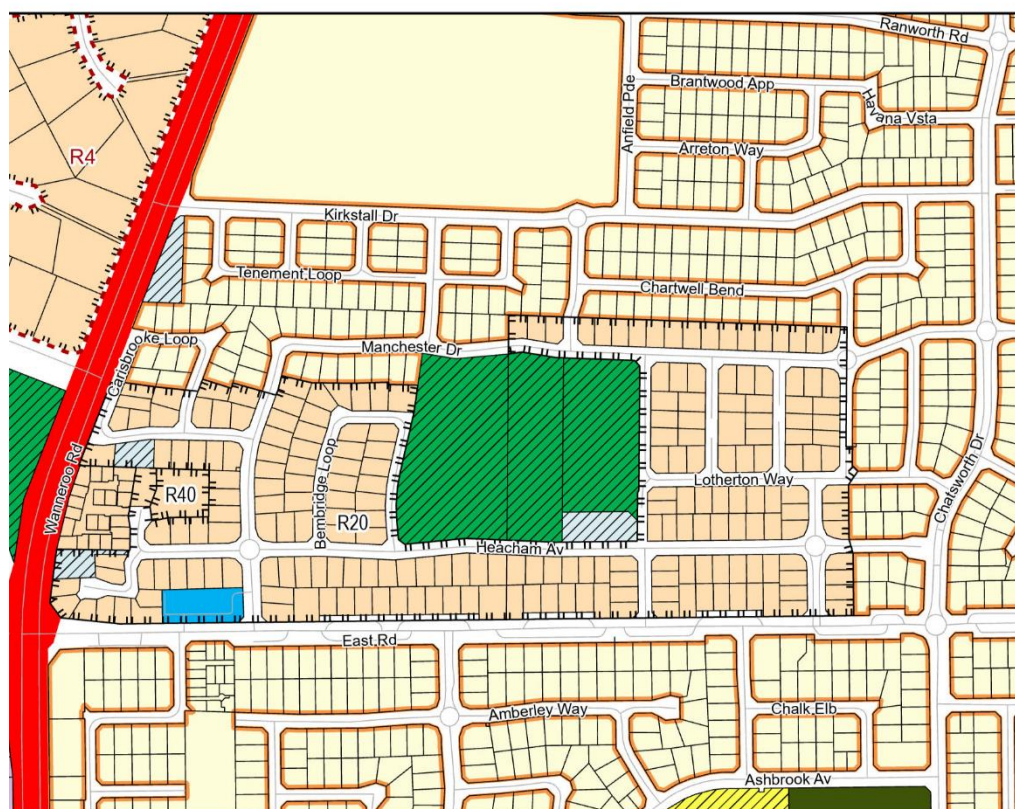 Ranworth Rd
Brantwood App
Anfield Pde
Havana Vsta
Arreton Way
R4
Kirkstall Dr
Tenement Loop
Chartwell Bend
Carisbrooke Loop
Manchester Dr
Wanneroo Rd
Bembridge Loop
Lotherton Way
Chatsworth Dr
R40
R20
Heacham Av
East Rd
Amberley Way
Chalk Elb
Ashbrook Av